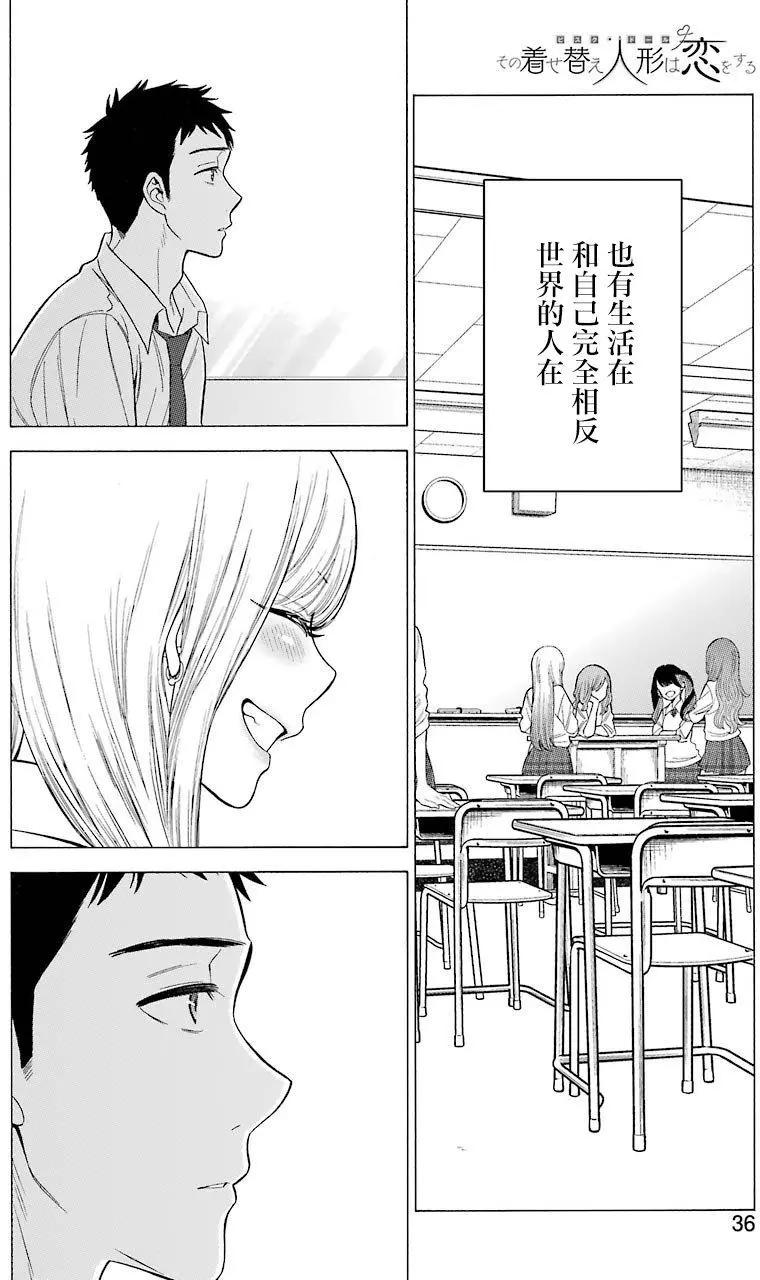 ビスク・ドール
その着せ替え人形は恋をする
也有生活在
和自己完全相反
世界的人在
36